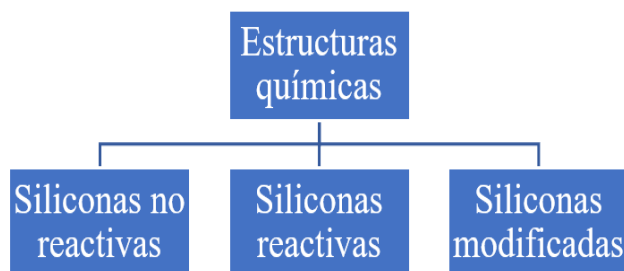 Estructuras
químicas
Siliconas no
reactivas
Siliconas
reactivas
Siliconas
modificadas